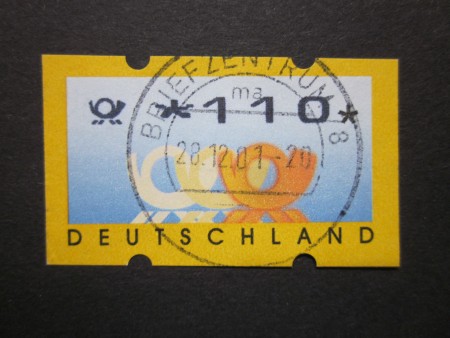 BRIEFZENTRUM 8
*110*
ma
28.12.01-20
DEUTSCHLAND